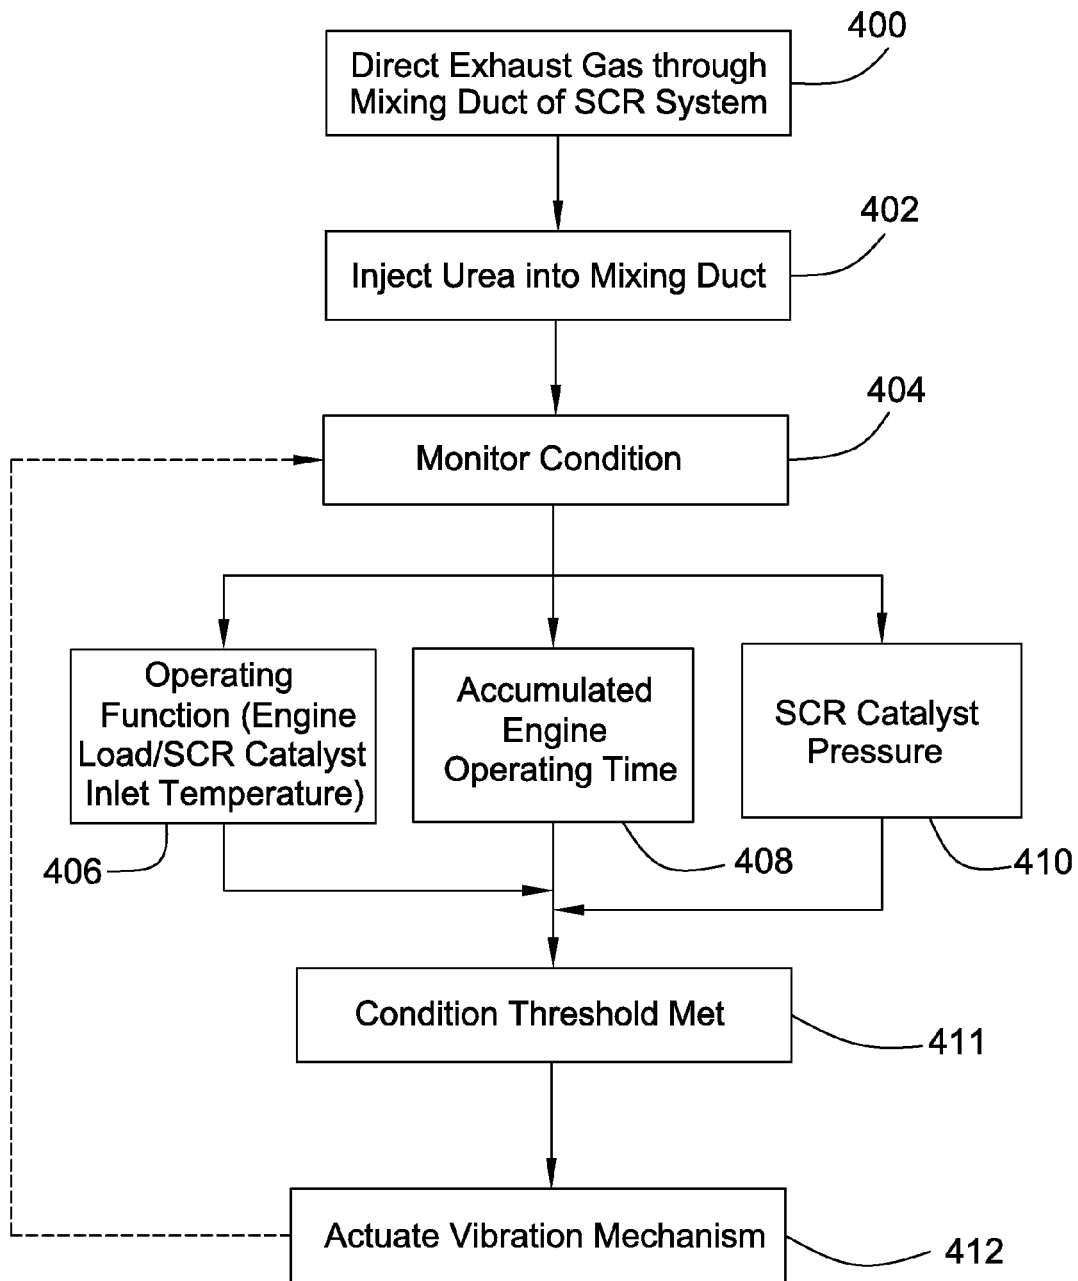 400
Direct Exhaust Gas through
Mixing Duct of SCR System
402
Inject Urea into Mixing Duct
404
Monitor Condition
Operating
Function (Engine
Load/SCR Catalyst
Inlet Temperature)
Accumulated
Engine
Operating Time
SCR Catalyst
Pressure
406
408
410
Condition Threshold Met
411
Actuate Vibration Mechanism
412